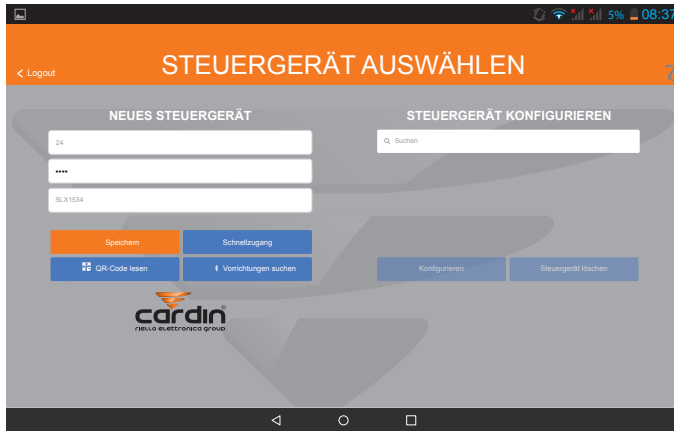 5% 08:37
Logout
STEUERGERÄT AUSWÄHLEN
NEUES STEUERGERÄT
24
••••
SLX1534
Speichern
Schnellzugang
QR-Code lesen
Vorrichtungen suchen
cardin
riello elettronica group
STEUERGERÄT KONFIGURIEREN
Suchen
Konfigurieren
Steuergerät löschen